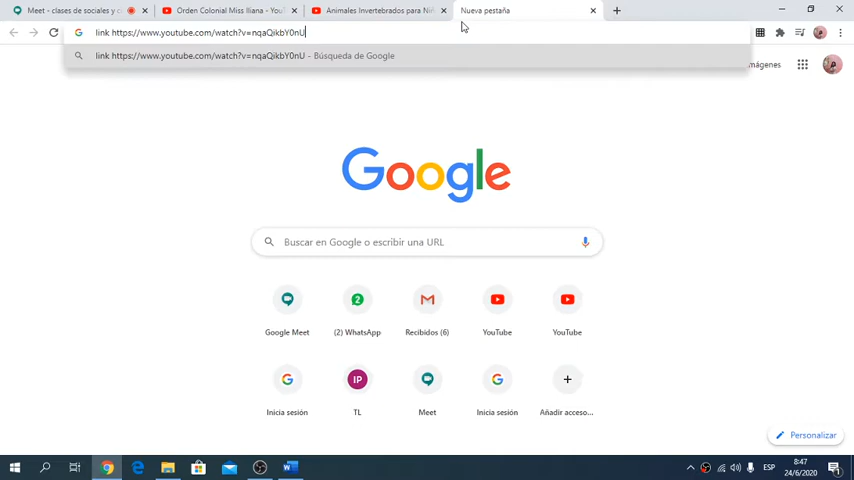 Meet - clases de sociales y c
Orden Colonial Miss Iliana - YouT
Animales Invertebrados para Niñ
Nueva pestaña
link https://www.youtube.com/watch?v=nqaQikbY0nU
link https://www.youtube.com/watch?v=nqaQikbY0nU - Búsqueda de Google
Imágenes
Google
Buscar en Google o escribir una URL
Google Meet
(2) WhatsApp
Recibidos (6)
YouTube
YouTube
Inicia sesión
IP
TL
Meet
Inicia sesión
Añadir acceso...
Personalizar
ESP
8:47
24/6/2020